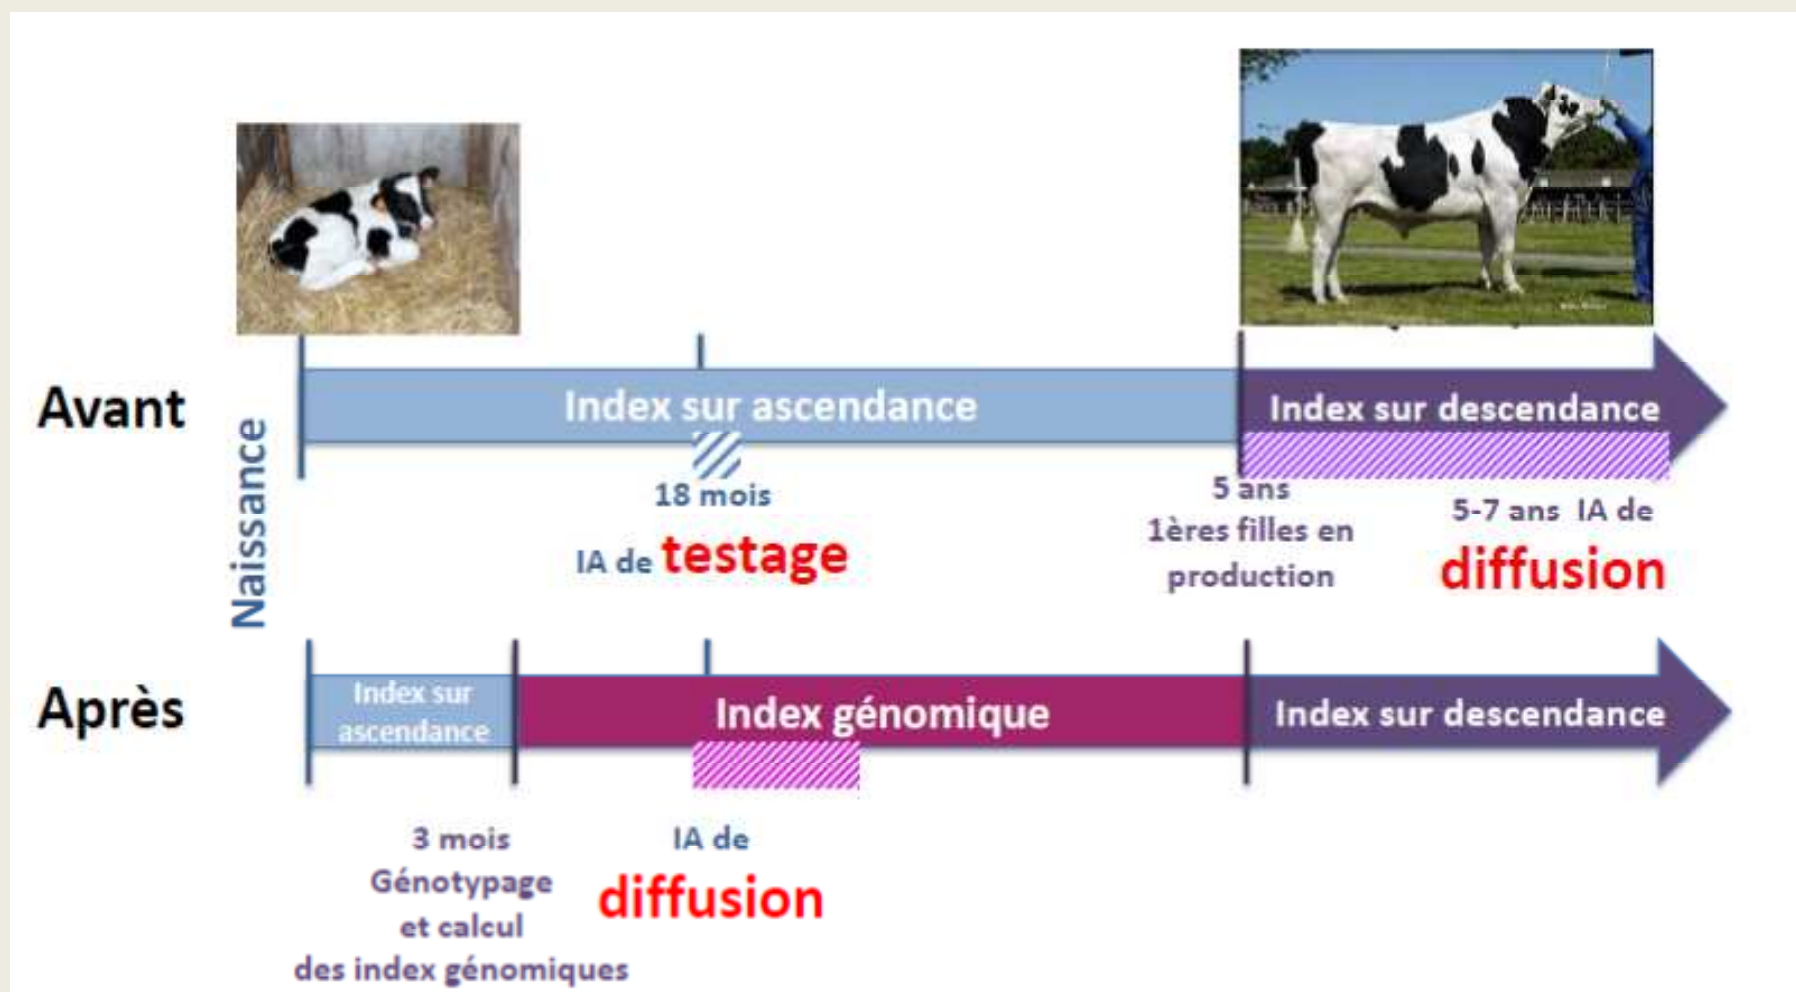 Avant
Naissance
Index sur ascendance
Index sur descendance
18 mois
IA de testage
5 ans
1ères filles en
production
5-7 ans IA de
diffusion
Après
Index sur
ascendance
Index génomique
Index sur descendance
3 mois
Génotypage
et calcul
des index génomiques
IA de
diffusion